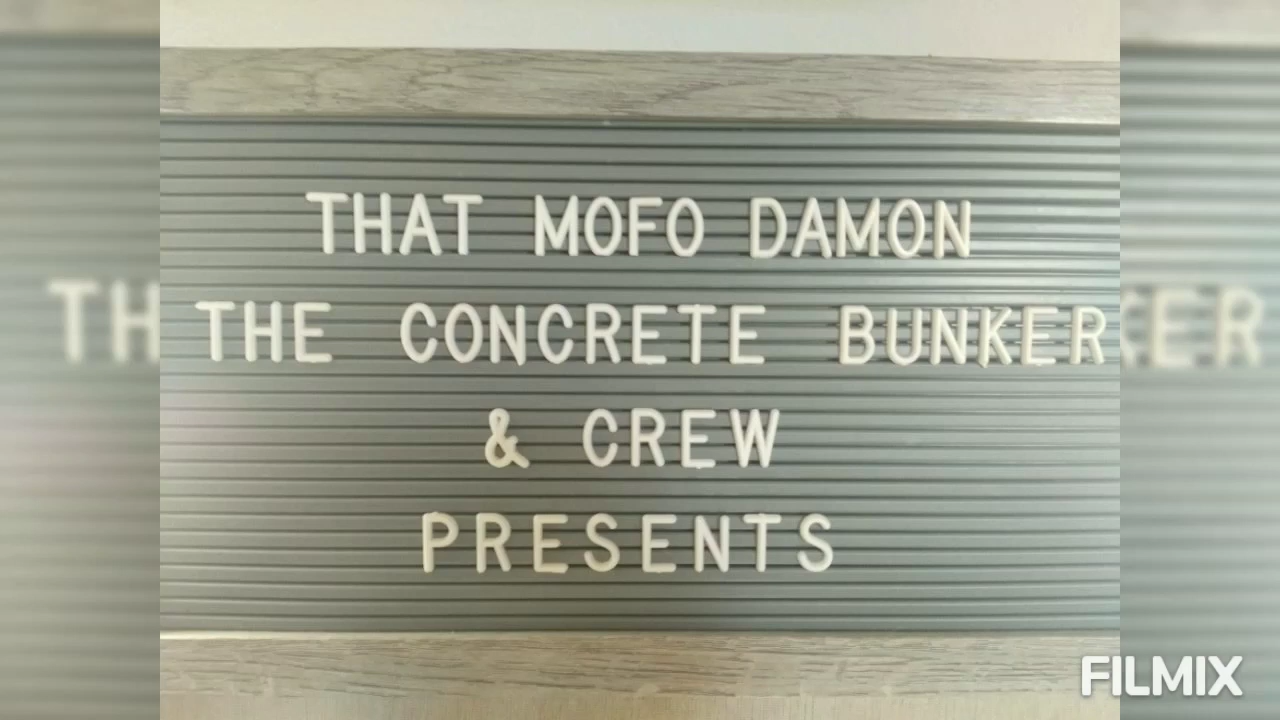 THAT MOFO DAMON
THE CONCRETE BUNKER
& CREW
PRESENTS
FILMIX